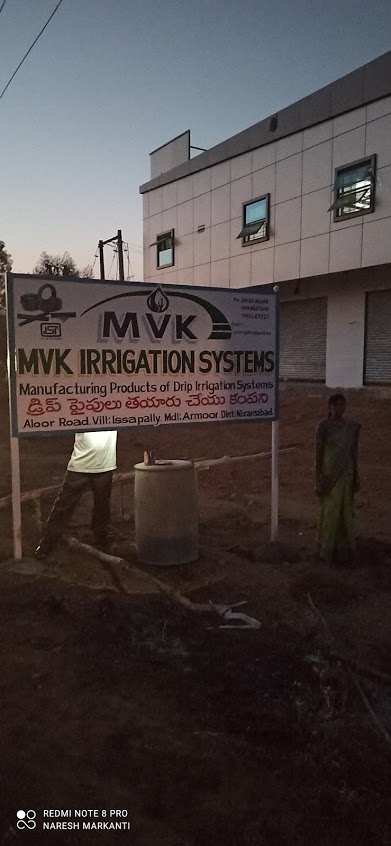 MVK
MVK IRRIGATION SYSTEMS
Manufacturing Products of Drip Irrigation Systems
డ్రిప్ పైపులు తయారు చేయు కంపని
Aloor Road. Vill: Issapally. Mdl: Armoor Dist: Nizamabad.
REDMI NOTE 8 PRO
NARESH MARKANTI